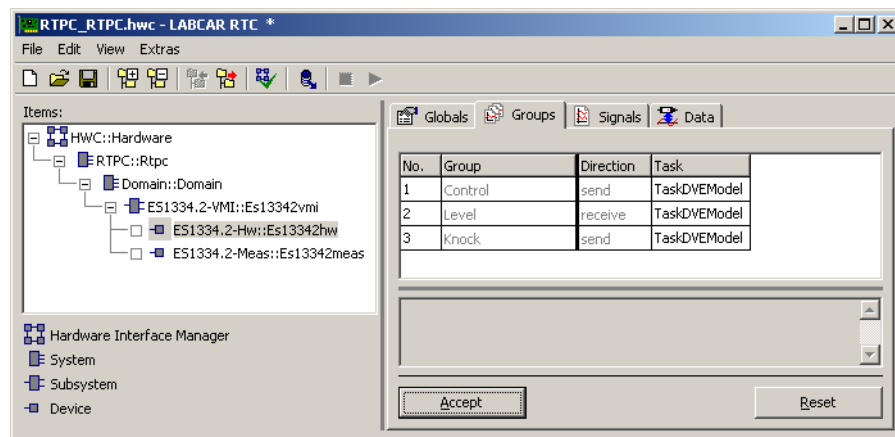 RTPC_RTPC.hwc - LABCAR RTC *
File Edit View Extras
Items:
HWC::Hardware
RTPC::Rtpc
Domain::Domain
ES1334.2-VMI::Es13342vmi
ES1334.2-Hw::Es13342hw
ES1334.2-Meas::Es13342meas
Hardware Interface Manager
System
Subsystem
Device
Globals Groups Signals Data
No. Group Direction Task
1 Control send TaskDVEModel
2 Level receive TaskDVEModel
3 Knock send TaskDVEModel
Accept Reset